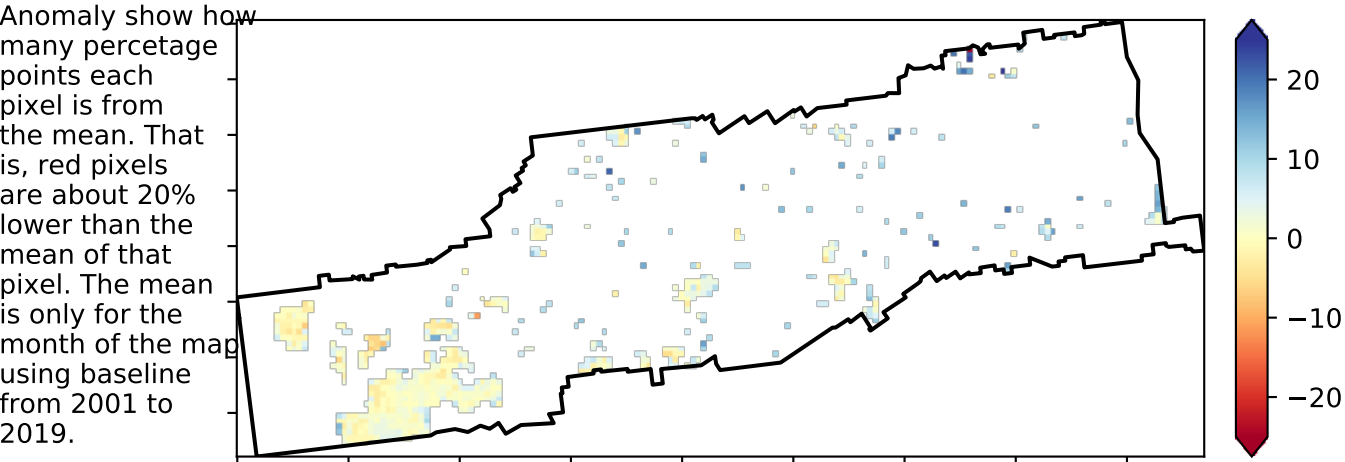 Anomaly show how
many percetage
points each
pixel is from
the mean. That
is, red pixels
are about 20%
lower than the
mean of that
pixel. The mean
is only for the
month of the map
using baseline
from 2001 to
2019.
20
10
0
−10
−20